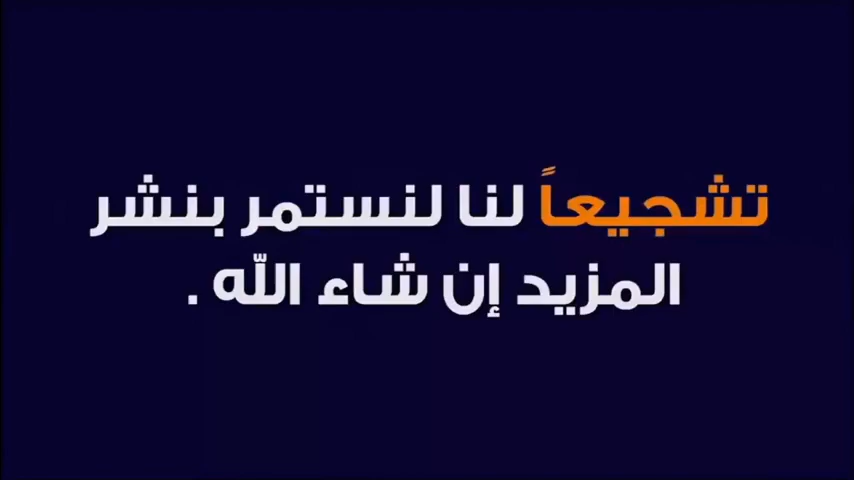 تشجيعاً لنا لنستمر بنشر
المزيد إن شاء الله .